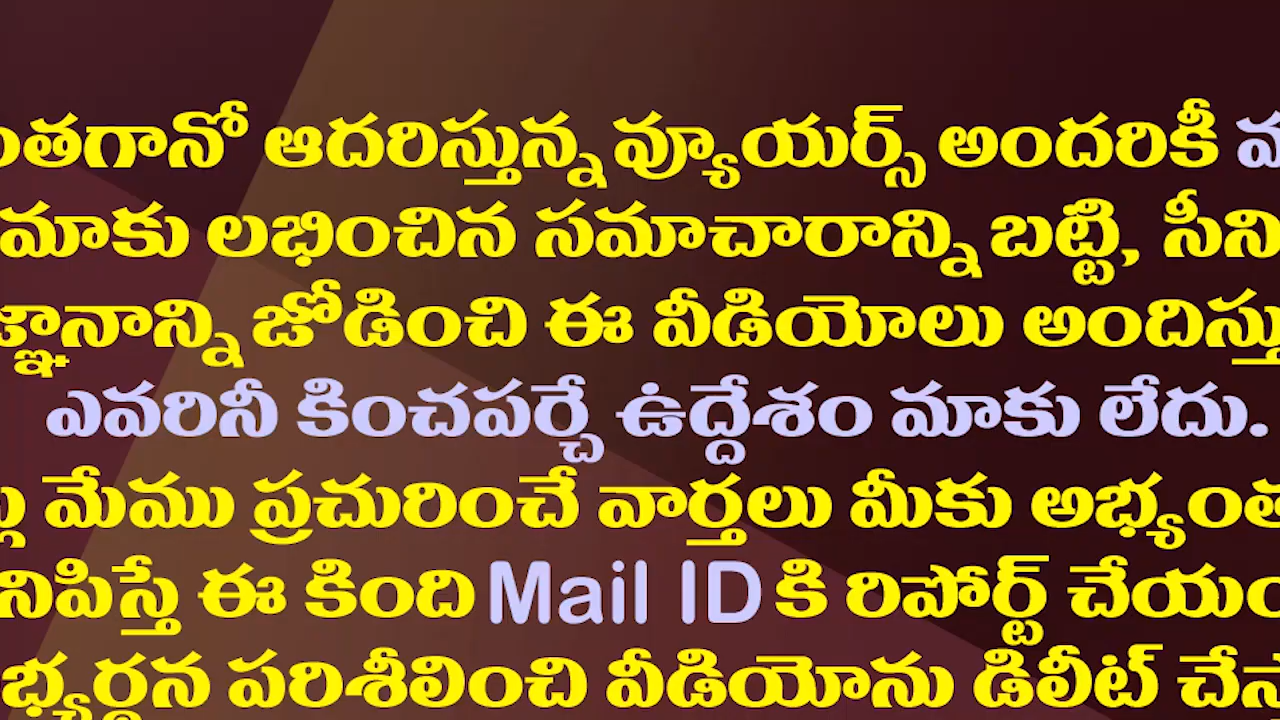 ంతగానో ఆదరిస్తున్న వ్యూయర్స్ అందరికీ
మాకు లభించిన సమాచారాన్ని బట్టి, సీని
జ్ఞానాన్ని జోడించి ఈ వీడియోలు అందిస్తు
ఎవరినీ కించపర్చే ఉద్దేశం మాకు లేదు.
మేము ప్రచురించే వార్తలు మీకు అభ్యంత
నిపిస్తే ఈ కింది Mail ID కి రిపోర్ట్ చేయం
భ్యర్థన పరిశీలించి వీడియోను డిలీట్ చేస